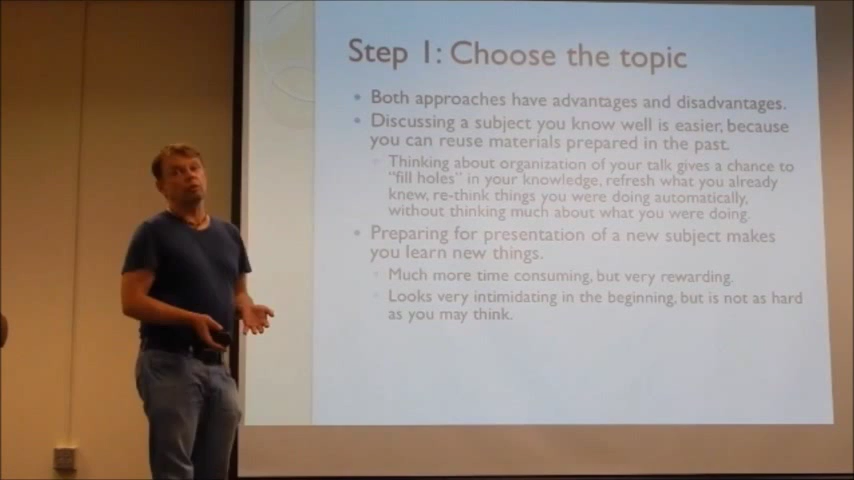 Step 1: Choose the topic
Both approaches have advantages and disadvantages.
Discussing a subject you know well is easier, because
you can reuse materials prepared in the past.
Thinking about organization of your talk gives a chance to
"fill holes" in your knowledge, refresh what you already
knew, re-think things you were doing automatically,
without thinking much about what you were doing.
Preparing for presentation of a new subject makes
you learn new things.
Much more time consuming, but very rewarding.
Looks very intimidating in the beginning, but is not as hard
as you may think.